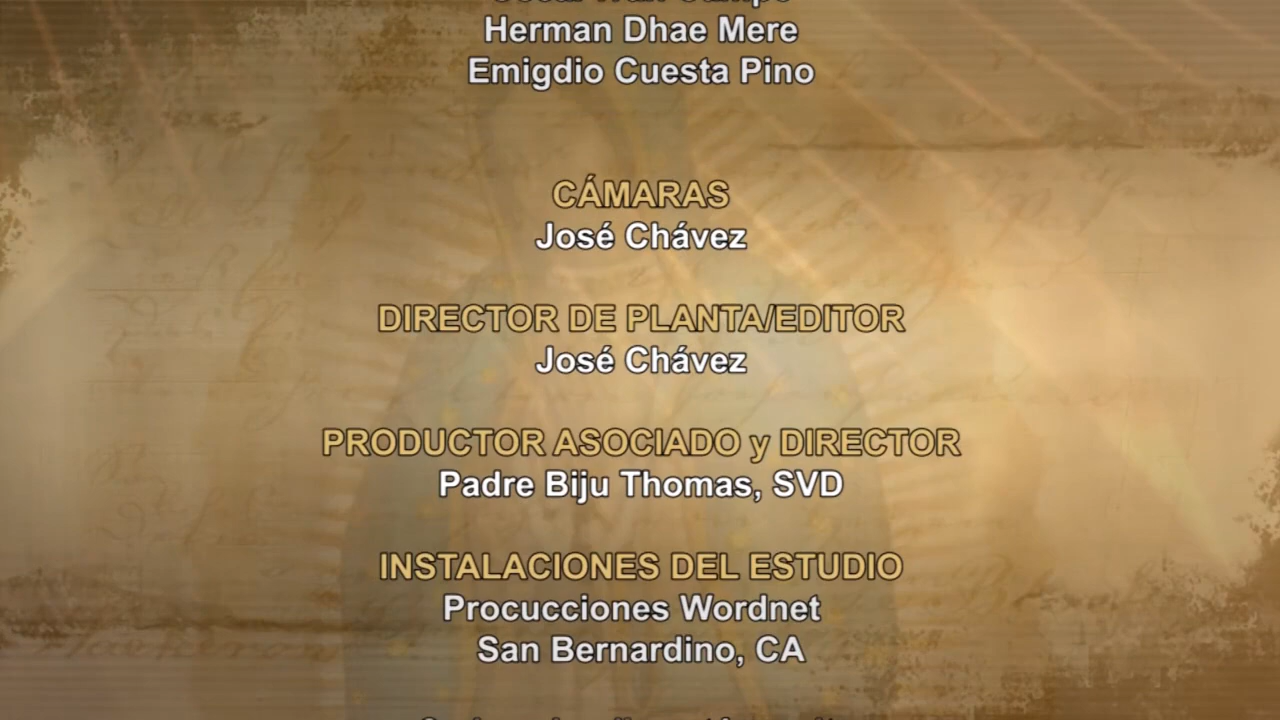 Herman Dhae Mere
Emigdio Cuesta Pino
CÁMARAS
José Chávez
DIRECTOR DE PLANTA/EDITOR
José Chávez
PRODUCTOR ASOCIADO y DIRECTOR
Padre Biju Thomas, SVD
INSTALACIONES DEL ESTUDIO
Procucciones Wordnet
San Bernardino, CA